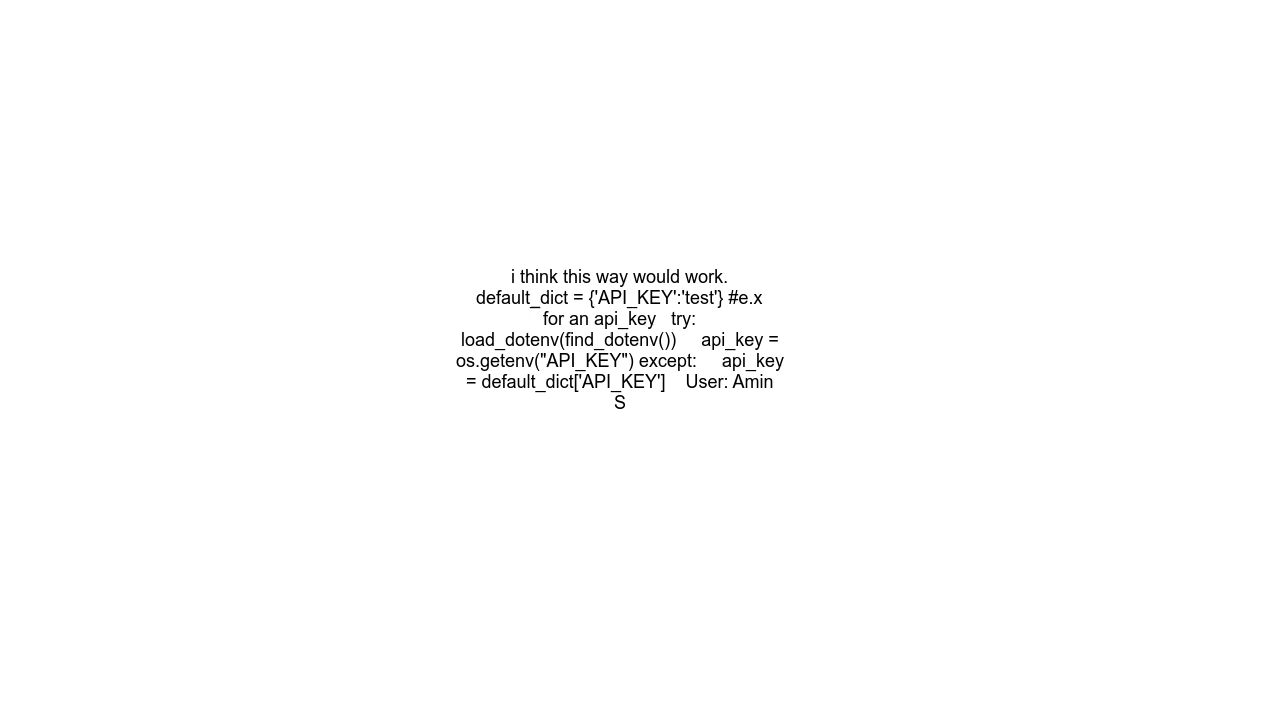 i think this way would work.
default_dict = {'API_KEY':'test'} #e.x
for an api_key   try:
load_dotenv(find_dotenv())     api_key =
os.getenv("API_KEY") except:     api_key
= default_dict['API_KEY']    User: Amin
S